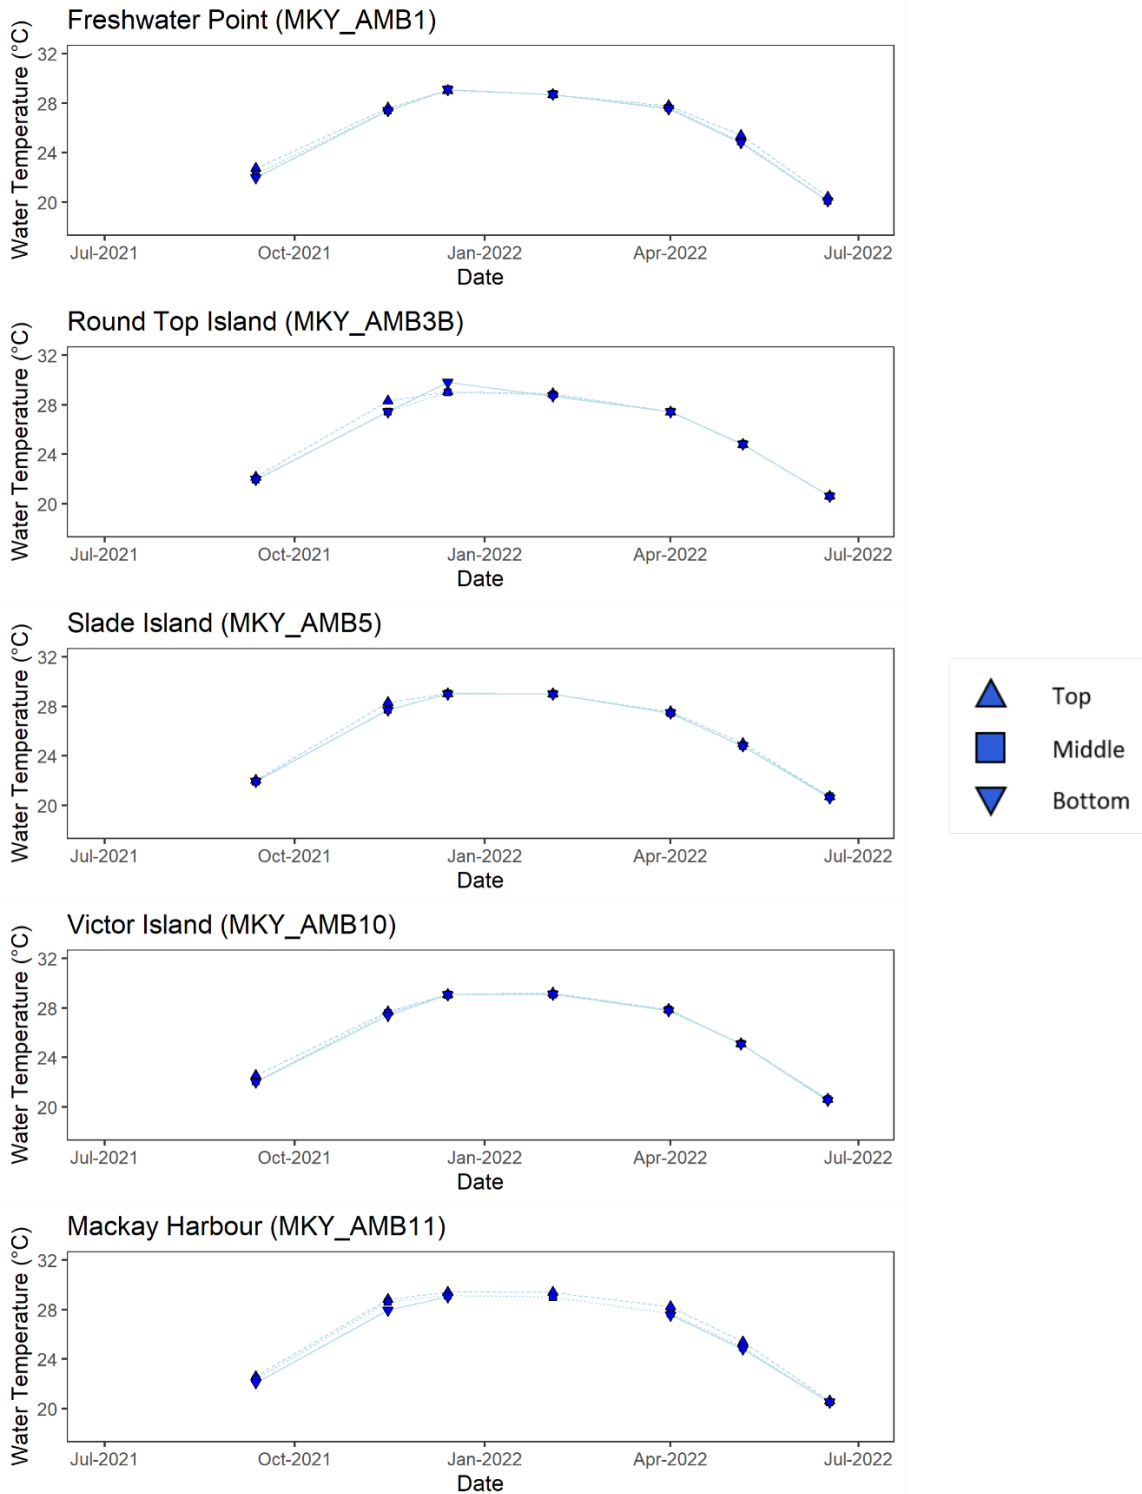 Freshwater Point (MKY_AMB1)
Water Temperature (°C)
32
28
24
20
Jul-2021 Oct-2021 Jan-2022 Apr-2022 Jul-2022
Date
Round Top Island (MKY_AMB3B)
Water Temperature (°C)
32
28
24
20
Jul-2021 Oct-2021 Jan-2022 Apr-2022 Jul-2022
Date
Slade Island (MKY_AMB5)
Water Temperature (°C)
32
28
24
20
Jul-2021 Oct-2021 Jan-2022 Apr-2022 Jul-2022
Date
Top
Middle
Bottom
Victor Island (MKY_AMB10)
Water Temperature (°C)
32
28
24
20
Jul-2021 Oct-2021 Jan-2022 Apr-2022 Jul-2022
Date
Mackay Harbour (MKY_AMB11)
Water Temperature (°C)
32
28
24
20
Jul-2021 Oct-2021 Jan-2022 Apr-2022 Jul-2022
Date